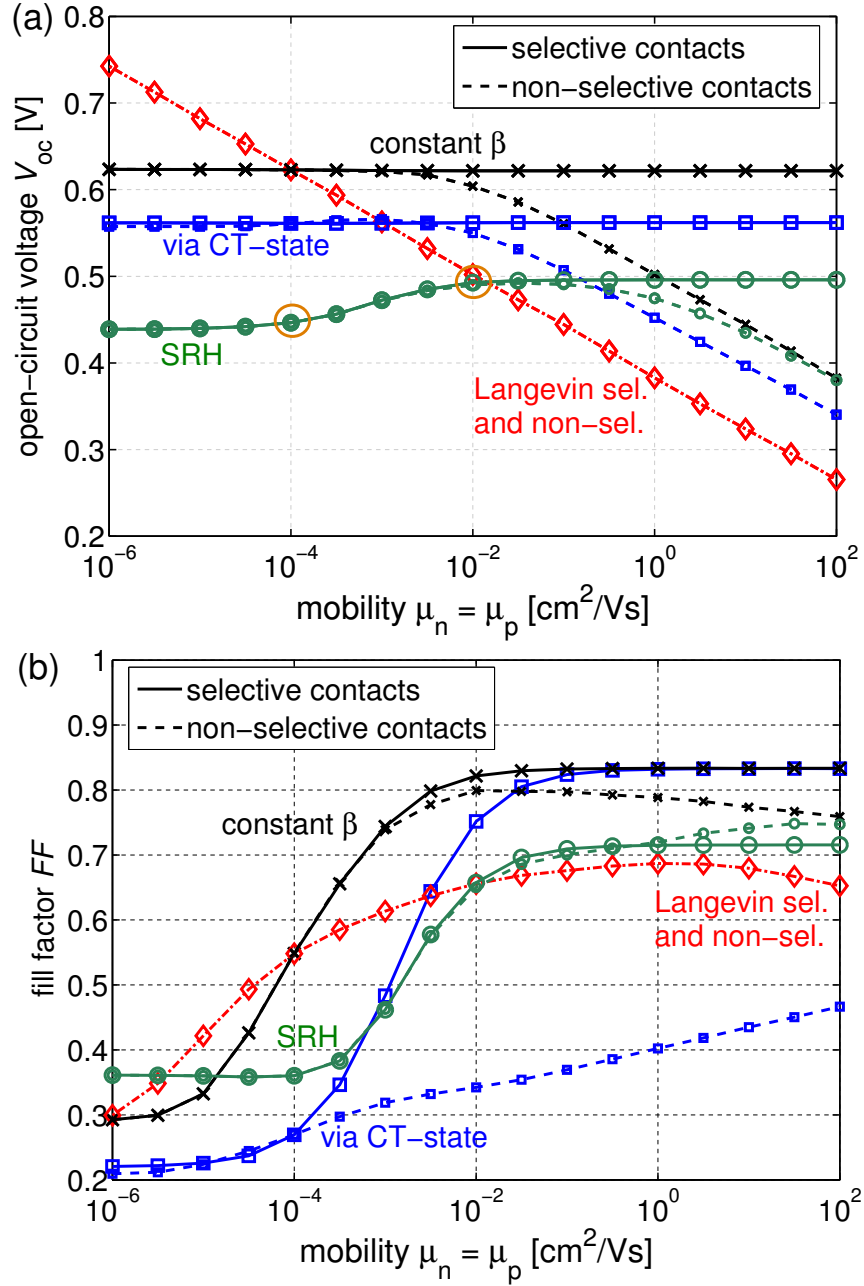 (a)
0.8
0.7
0.6
0.5
0.4
0.3
0.2
open−circuit voltage V_oc [V]
selective contacts
non−selective contacts
constant β
via CT−state
SRH
Langevin sel.
and non−sel.
10^−6 10^−4 10^−2 10^0 10^2
mobility μ_n = μ_p [cm^2/Vs]
(b)
1
0.9
0.8
0.7
0.6
0.5
0.4
0.3
0.2
fill factor FF
selective contacts
non−selective contacts
constant β
Langevin sel.
and non−sel.
SRH
via CT−state
10^−6 10^−4 10^−2 10^0 10^2
mobility μ_n = μ_p [cm^2/Vs]